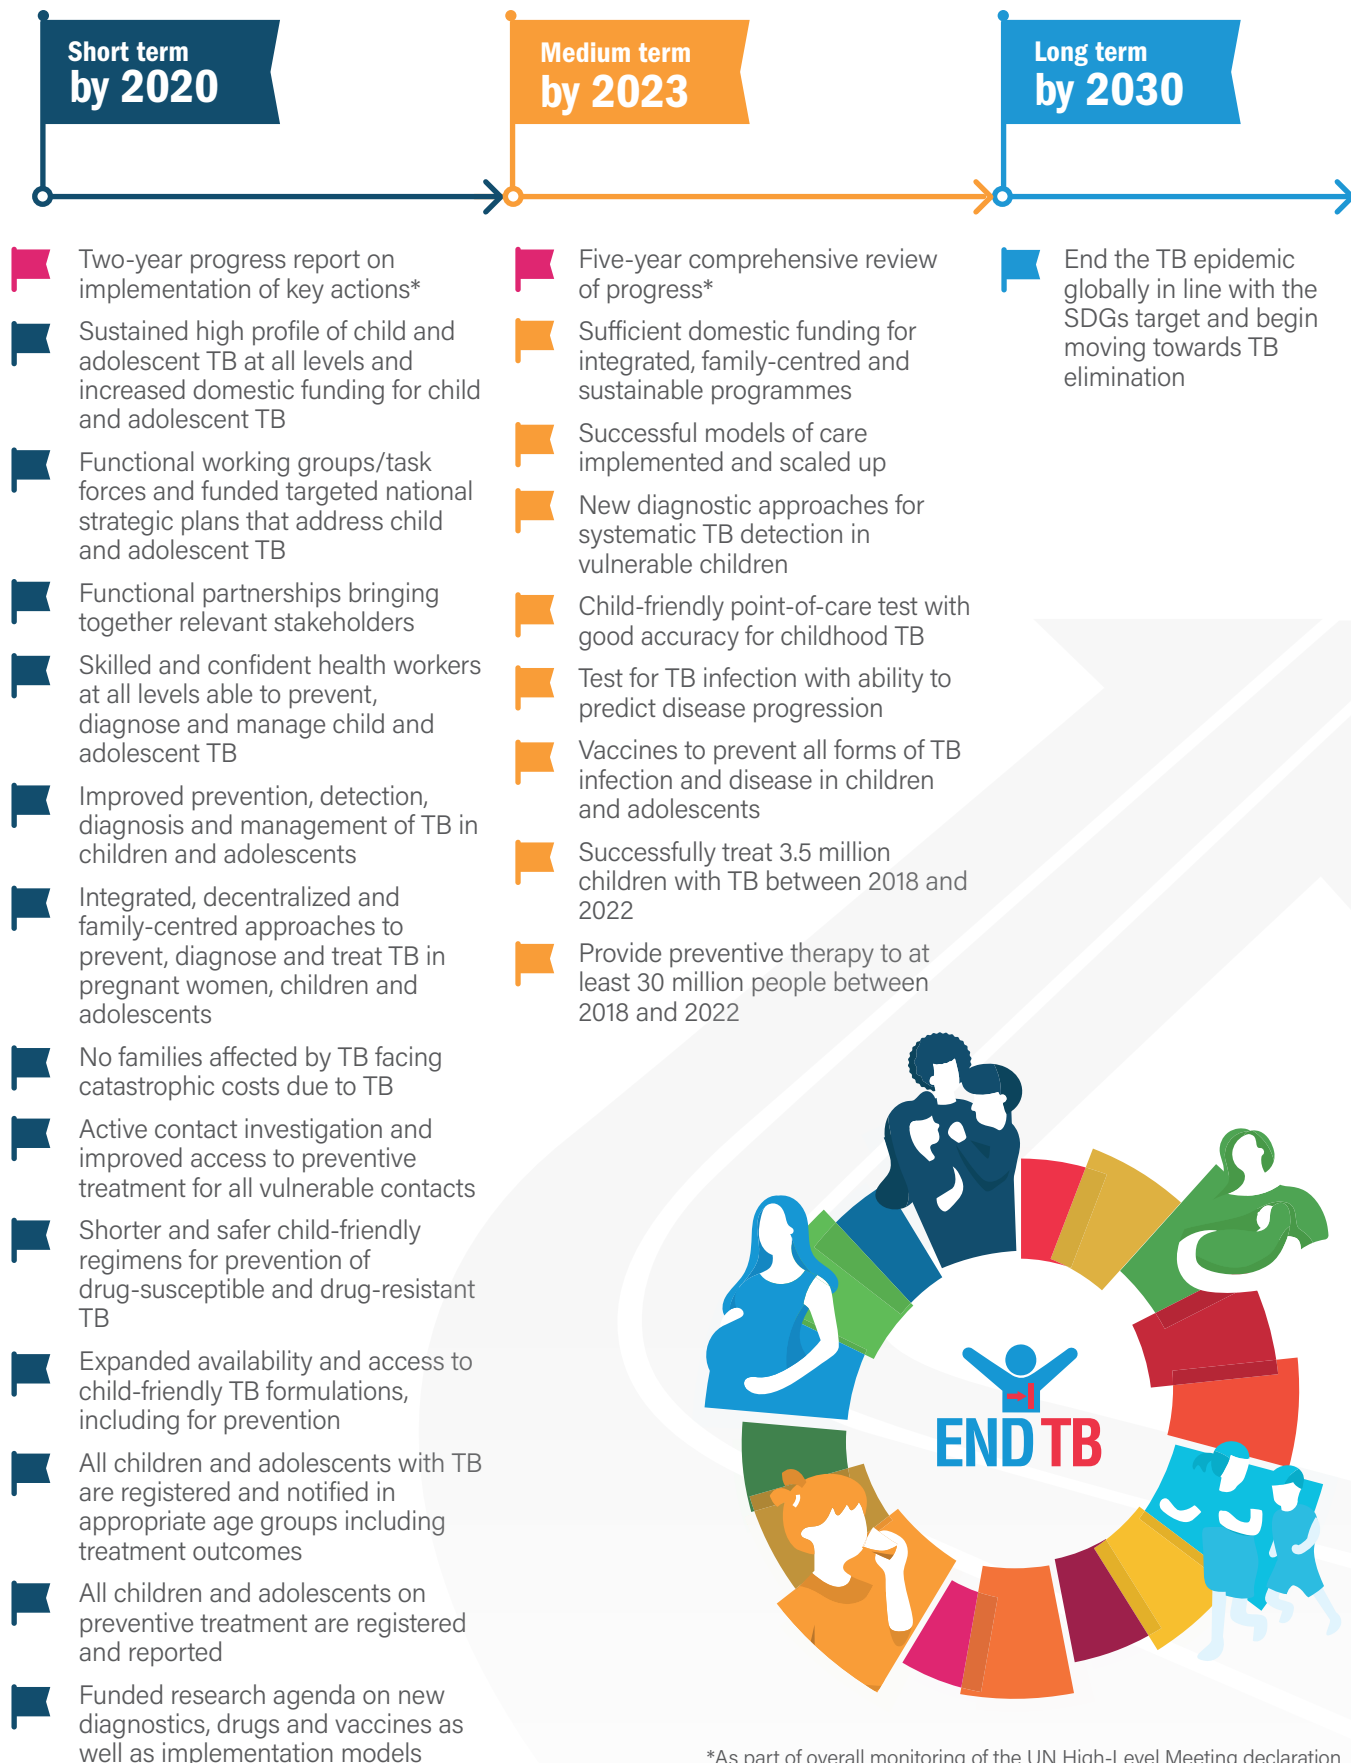 Short term
by 2020
Medium term
by 2023
Long term
by 2030
Two-year progress report on
implementation of key actions*
Sustained high profile of child and
adolescent TB at all levels and
increased domestic funding for child
and adolescent TB
Functional working groups/task
forces and funded targeted national
strategic plans that address child
and adolescent TB
Functional partnerships bringing
together relevant stakeholders
Skilled and confident health workers
at all levels able to prevent,
diagnose and manage child and
adolescent TB
Improved prevention, detection,
diagnosis and management of TB in
children and adolescents
Integrated, decentralized and
family-centred approaches to
prevent, diagnose and treat TB in
pregnant women, children and
adolescents
No families affected by TB facing
catastrophic costs due to TB
Active contact investigation and
improved access to preventive
treatment for all vulnerable contacts
Shorter and safer child-friendly
regimens for prevention of
drug-susceptible and drug-resistant
TB
Expanded availability and access to
child-friendly TB formulations,
including for prevention
All children and adolescents with TB
are registered and notified in
appropriate age groups including
treatment outcomes
All children and adolescents on
preventive treatment are registered
and reported
Funded research agenda on new
diagnostics, drugs and vaccines as
well as implementation models
Five-year comprehensive review
of progress*
Sufficient domestic funding for
integrated, family-centred and
sustainable programmes
Successful models of care
implemented and scaled up
New diagnostic approaches for
systematic TB detection in
vulnerable children
Child-friendly point-of-care test with
good accuracy for childhood TB
Test for TB infection with ability to
predict disease progression
Vaccines to prevent all forms of TB
infection and disease in children
and adolescents
Successfully treat 3.5 million
children with TB between 2018 and
2022
Provide preventive therapy to at
least 30 million people between
2018 and 2022
End the TB epidemic
globally in line with the
SDGs target and begin
moving towards TB
elimination
END TB
*As part of overall monitoring of the UN High-Level Meeting declaration